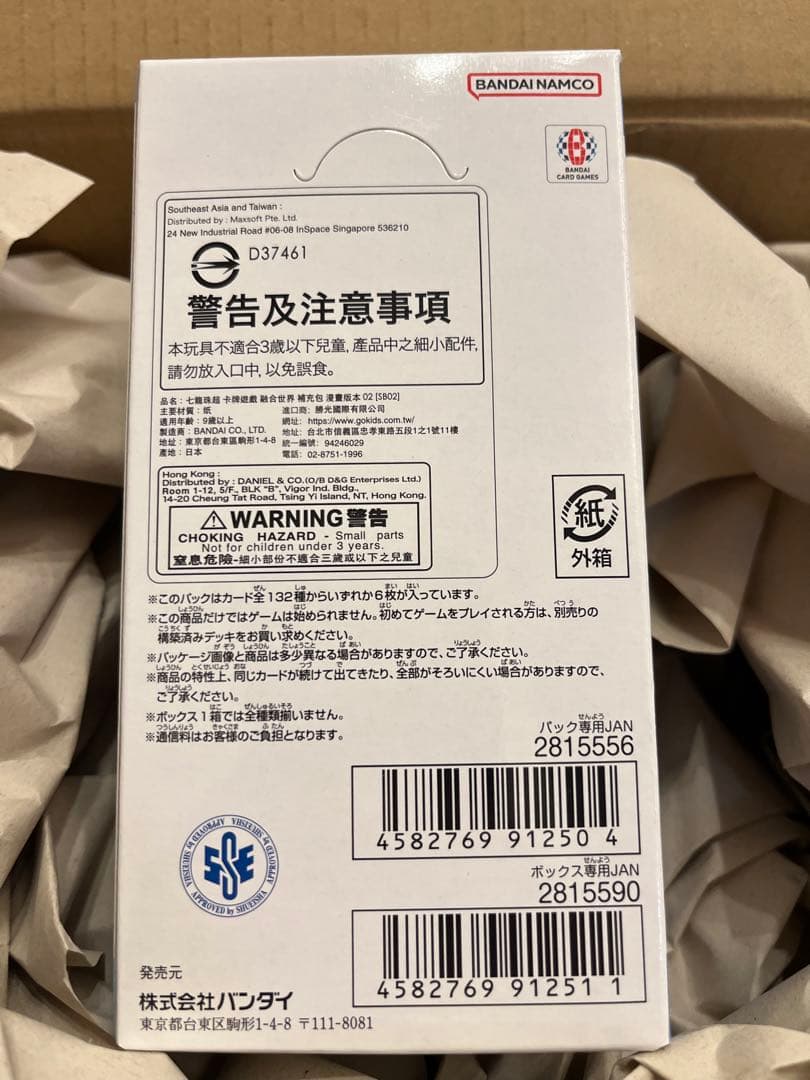 BANDAI NAMCO
BANDAI
CARD GAMES
Southeast Asia and Taiwan :
Distributed by : Maxsoft Pte. Ltd.
24 New Industrial Road #06-08 InSpace Singapore 536210
D37461
警告及注意事項
本玩具不適合3歲以下兒童, 產品中之細小配件,
請勿放入口中, 以免誤食。
品名：七龍珠超 卡牌遊戲 融合世界 補充包 漫畫版本 02 [SB02]
主要材質：紙 進口商：勝光國際有限公司
適用年齡：9歲以上 網址：https://www.gokids.com.tw/
製造商：BANDAI CO., LTD. 地址：台北市信義區忠孝東路五段1之1號11樓
地址：東京都台東區駒形1-4-8 統一編號：94246029
產地：日本 電話：02-8751-1996
Hong Kong :
Distributed by : DANIEL & CO.(O/B D&G Enterprises Ltd.)
Room 1-12, 5/F., BLK "B", Vigor Ind. Bldg.,
14-20 Cheung Tat Road, Tsing Yi Island, NT, Hong Kong.
WARNING 警告
CHOKING HAZARD - Small parts
Not for children under 3 years.
窒息危險-細小部份不適合三歲或以下之兒童
紙
外箱
※このパックはカード全132種からいずれか6枚が入っています。
※この商品だけではゲームは始められません。初めてゲームをプレイされる方は、別売りの
構築済みデッキをお買い求めください。
※パッケージ画像と商品は多少異なる場合がありますので、ご了承ください。
※商品の特性上、同じカードが続けて出てきたり、全部がそろいにくい場合がありますので、
ご了承ください。
※ボックス1箱では全種類揃いません。
※通信料はお客様のご負担となります。
パック専用JAN
2815556
4582769 91250 4
ボックス専用JAN
2815590
4582769 91251 1
APPROVED by SHUEISHA
APPROVED by SHUEISHA
APPROVED by SHUEISHA
SSE
発売元
株式会社バンダイ
東京都台東区駒形1-4-8 〒111-8081